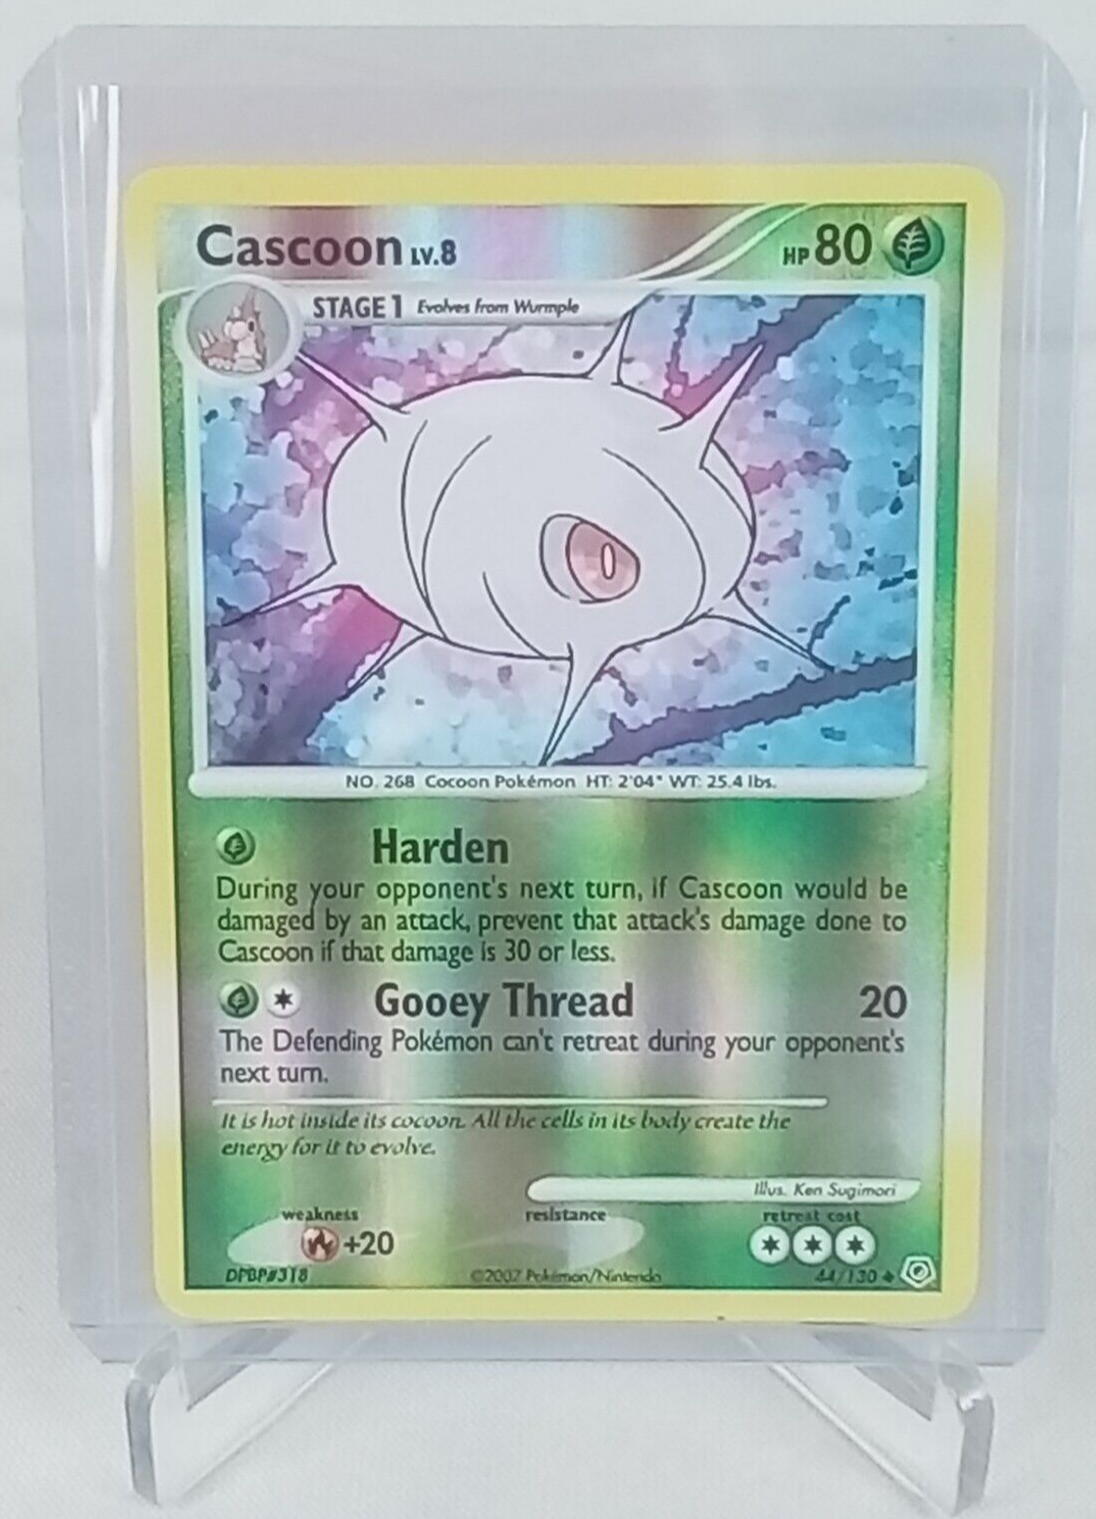 Cascoon LV.8 HP 80
STAGE 1 Evolves from Wurmple
NO. 268 Cocoon Pokémon HT: 2'04" WT: 25.4 lbs.
Harden
During your opponent's next turn, if Cascoon would be
damaged by an attack, prevent that attack's damage done to
Cascoon if that damage is 30 or less.
Gooey Thread 20
The Defending Pokémon can't retreat during your opponent's
next turn.
It is hot inside its cocoon. All the cells in its body create the
energy for it to evolve.
Illus. Ken Sugimori
weakness resistance retreat cost
+20
DPBP#318 ©2007 Pokémon/Nintendo 44/130